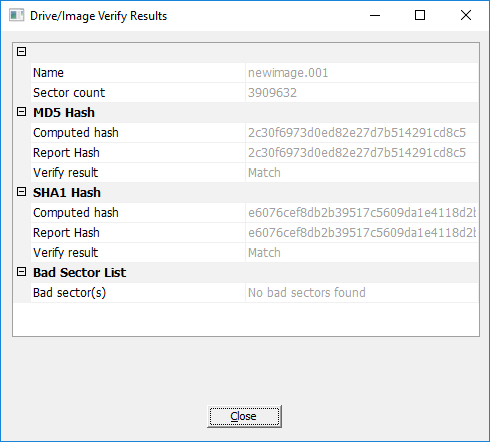 Drive/Image Verify Results
Name newimage.001
Sector count 3909632
MD5 Hash
Computed hash 2c30f6973d0ed82e27d7b514291cd8c5
Report Hash 2c30f6973d0ed82e27d7b514291cd8c5
Verify result Match
SHA1 Hash
Computed hash e6076cef8db2b39517c5609da1e4118d2b
Report Hash e6076cef8db2b39517c5609da1e4118d2b
Verify result Match
Bad Sector List
Bad sector(s) No bad sectors found
Close